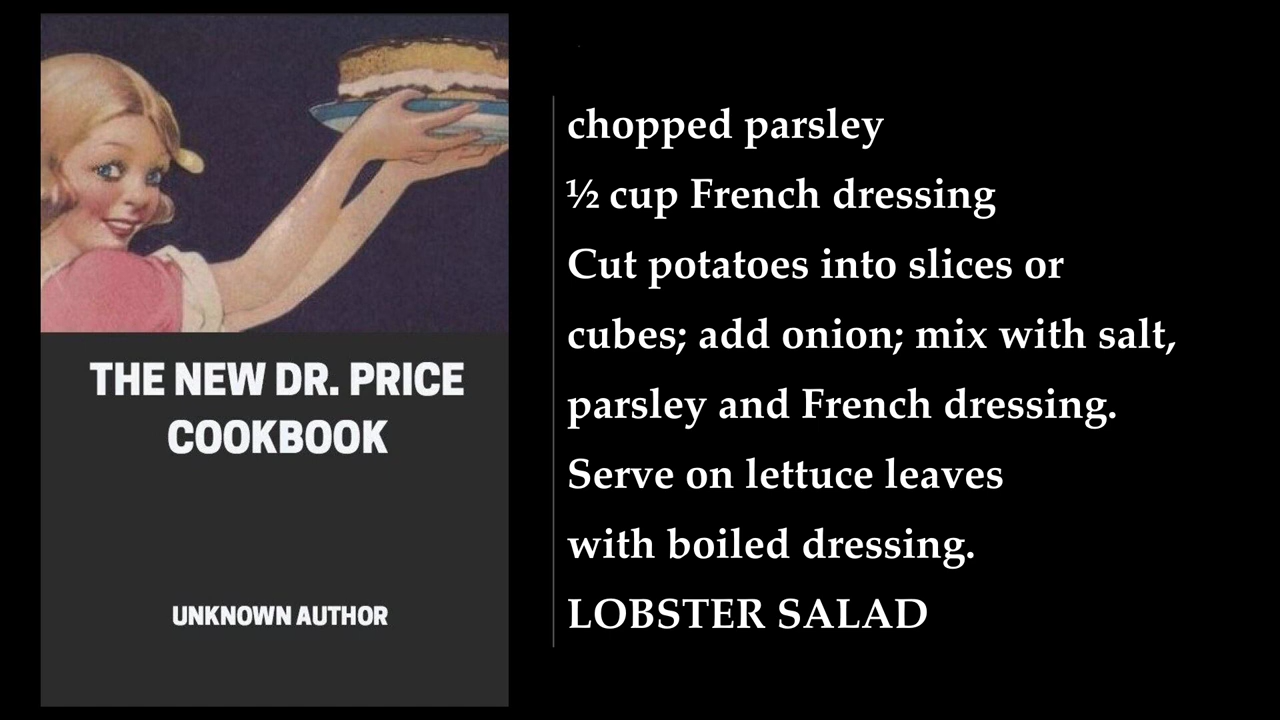 THE NEW DR. PRICE
COOKBOOK
UNKNOWN AUTHOR
chopped parsley
½ cup French dressing
Cut potatoes into slices or
cubes; add onion; mix with salt,
parsley and French dressing.
Serve on lettuce leaves
with boiled dressing.
LOBSTER SALAD